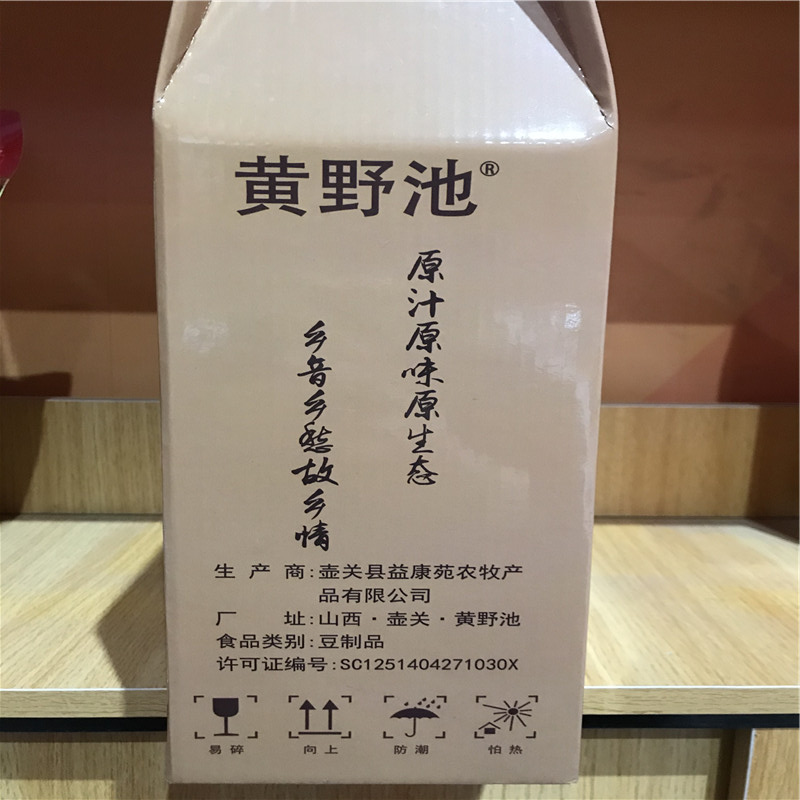 黄野池®
原汁原味原生态
乡音乡愁故乡情
生产商:壶关县益康苑农牧产
品有限公司
厂址:山西·壶关·黄野池
食品类别:豆制品
许可证编号:SC1251404271030X
易碎 向上 防潮 怕热